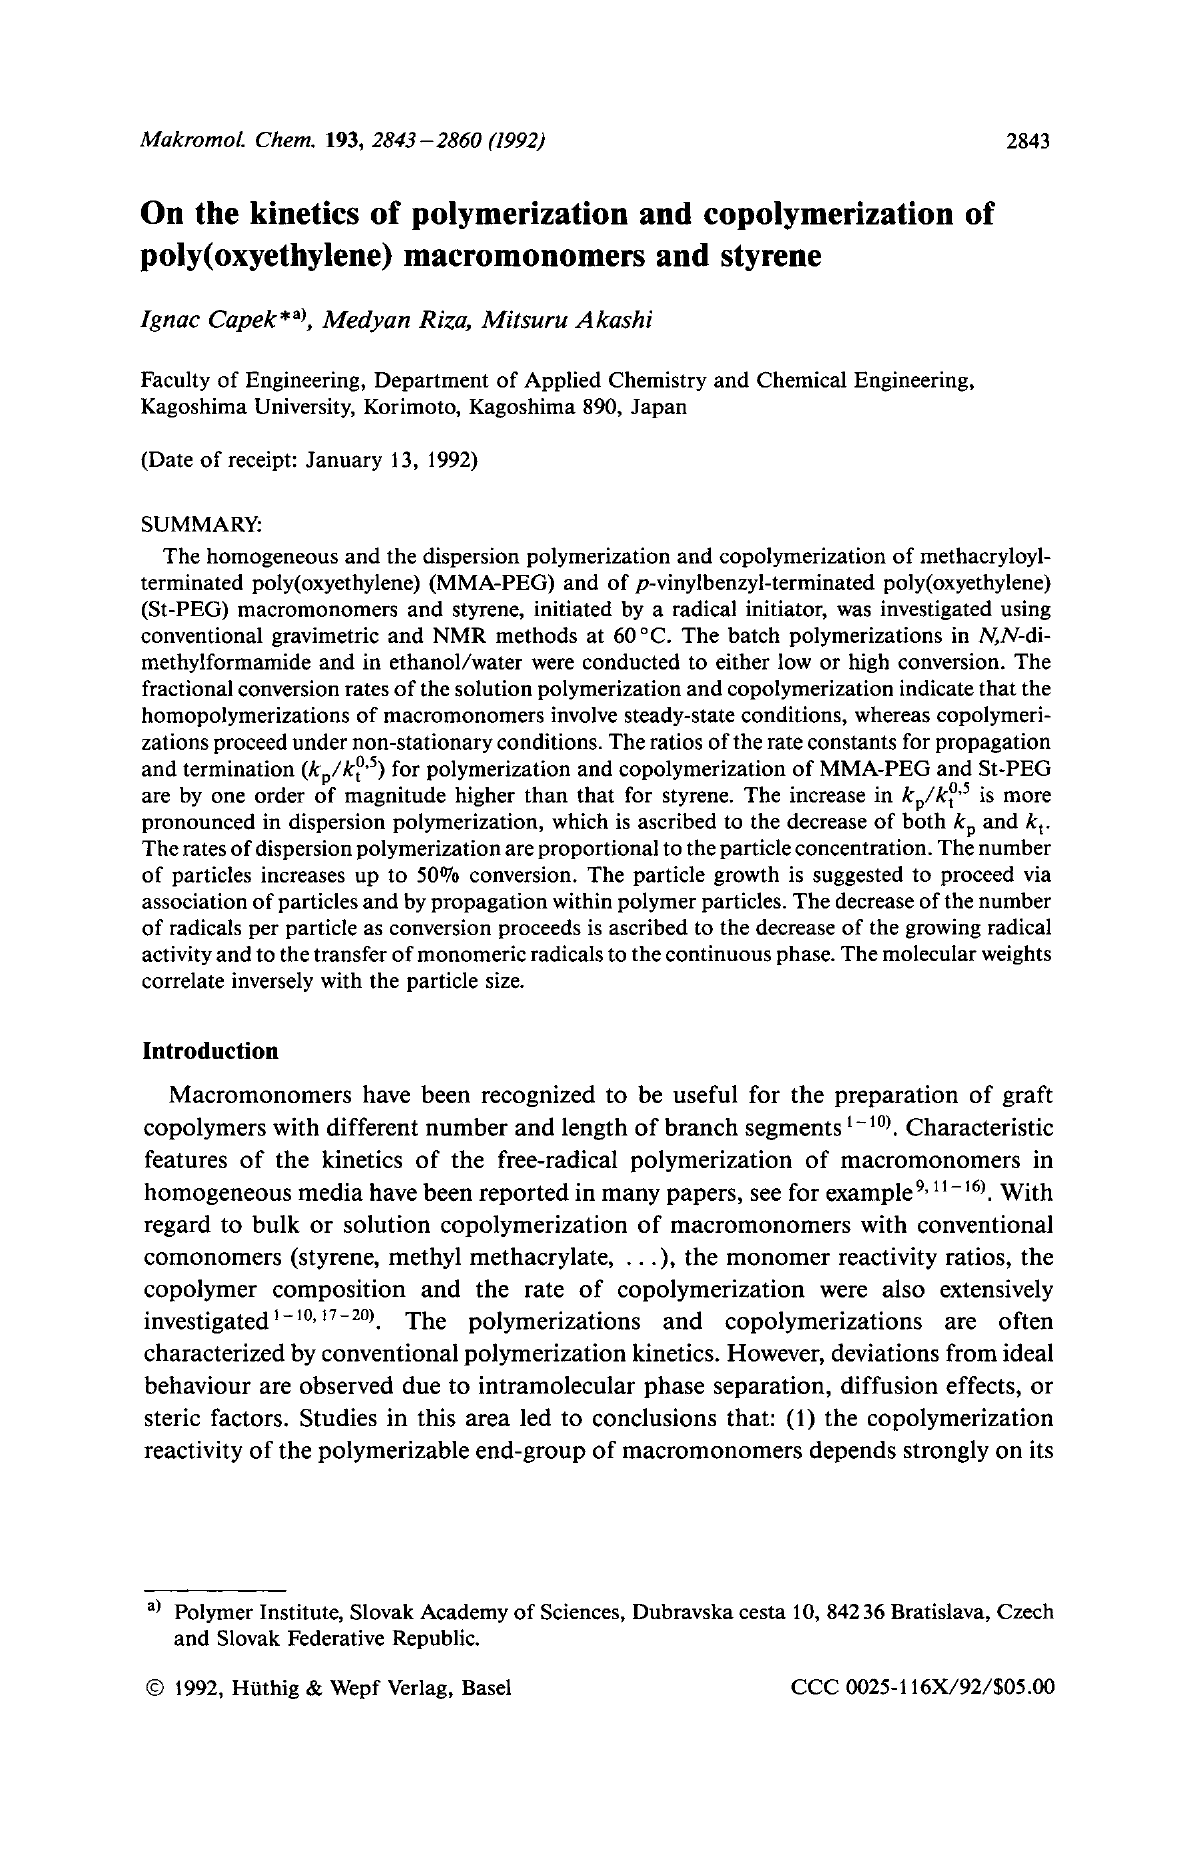 Makromol. Chem. 193, 2843–2860 (1992) 2843
On the kinetics of polymerization and copolymerization of
poly(oxyethylene) macromonomers and styrene
Ignac Capek*a), Medyan Riza, Mitsuru Akashi
Faculty of Engineering, Department of Applied Chemistry and Chemical Engineering,
Kagoshima University, Korimoto, Kagoshima 890, Japan
(Date of receipt: January 13, 1992)
SUMMARY:
The homogeneous and the dispersion polymerization and copolymerization of methacryloyl-
terminated poly(oxyethylene) (MMA-PEG) and of p-vinylbenzyl-terminated poly(oxyethylene)
(St-PEG) macromonomers and styrene, initiated by a radical initiator, was investigated using
conventional gravimetric and NMR methods at 60 °C. The batch polymerizations in N,N-di-
methylformamide and in ethanol/water were conducted to either low or high conversion. The
fractional conversion rates of the solution polymerization and copolymerization indicate that the
homopolymerizations of macromonomers involve steady-state conditions, whereas copolymeri-
zations proceed under non-stationary conditions. The ratios of the rate constants for propagation
and termination (kp/kt^0,5) for polymerization and copolymerization of MMA-PEG and St-PEG
are by one order of magnitude higher than that for styrene. The increase in kp/kt^0,5 is more
pronounced in dispersion polymerization, which is ascribed to the decrease of both kp and kt.
The rates of dispersion polymerization are proportional to the particle concentration. The number
of particles increases up to 50% conversion. The particle growth is suggested to proceed via
association of particles and by propagation within polymer particles. The decrease of the number
of radicals per particle as conversion proceeds is ascribed to the decrease of the growing radical
activity and to the transfer of monomeric radicals to the continuous phase. The molecular weights
correlate inversely with the particle size.
Introduction
Macromonomers have been recognized to be useful for the preparation of graft
copolymers with different number and length of branch segments 1–10). Characteristic
features of the kinetics of the free-radical polymerization of macromonomers in
homogeneous media have been reported in many papers, see for example 9, 11–16). With
regard to bulk or solution copolymerization of macromonomers with conventional
comonomers (styrene, methyl methacrylate, . . .), the monomer reactivity ratios, the
copolymer composition and the rate of copolymerization were also extensively
investigated 1–10, 17–20). The polymerizations and copolymerizations are often
characterized by conventional polymerization kinetics. However, deviations from ideal
behaviour are observed due to intramolecular phase separation, diffusion effects, or
steric factors. Studies in this area led to conclusions that: (1) the copolymerization
reactivity of the polymerizable end-group of macromonomers depends strongly on its
a) Polymer Institute, Slovak Academy of Sciences, Dubravska cesta 10, 842 36 Bratislava, Czech
and Slovak Federative Republic.
© 1992, Hüthig & Wepf Verlag, Basel CCC 0025-116X/92/$05.00